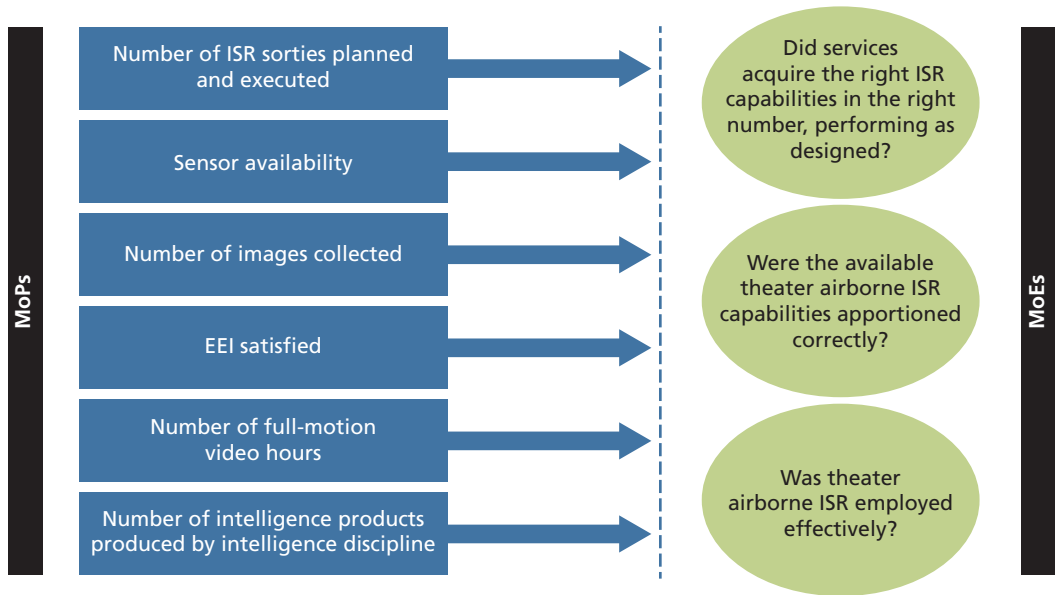 MoPs
Number of ISR sorties planned
and executed
Sensor availability
Number of images collected
EEI satisfied
Number of full-motion
video hours
Number of intelligence products
produced by intelligence discipline
Did services
acquire the right ISR
capabilities in the right
number, performing as
designed?
Were the available
theater airborne ISR
capabilities apportioned
correctly?
Was theater
airborne ISR employed
effectively?
MoEs